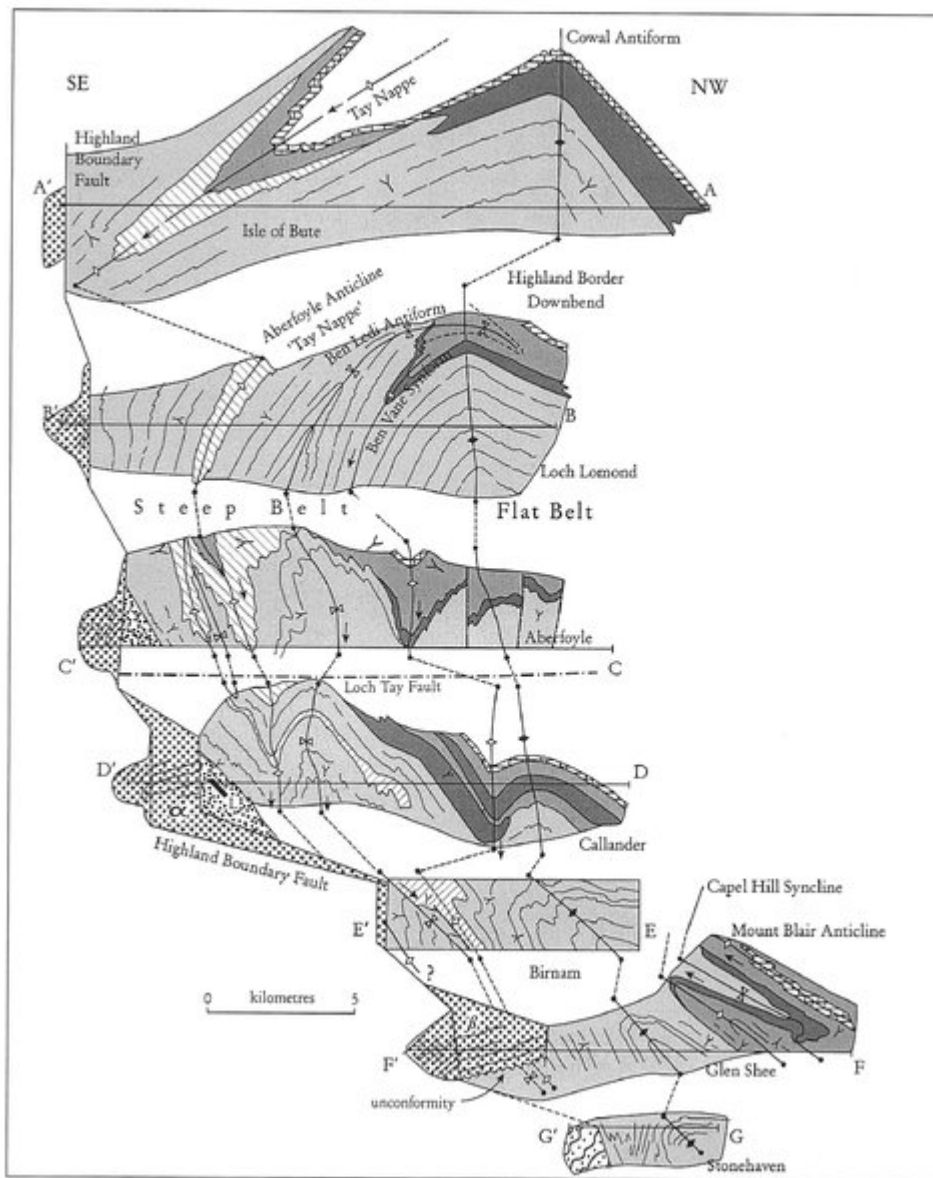 Cowal Antiform
SE
NW
Tay Nappe
Highland
Boundary
Fault
A'
A
Isle of Bute
Highland Border
Downbend
Aberfoyle Anticline
'Tay Nappe'
Ben Ledi Antiform
Ben Vane Synform
B'
B
Loch Lomond
Steep Belt
Flat Belt
Aberfoyle
C'
C
Loch Tay Fault
D'
D
α
Callander
Highland Boundary Fault
Capel Hill Syncline
Mount Blair Anticline
E'
E
?
Birnam
0 kilometres 5
β
F'
F
Glen Shee
unconformity
G'
G
Stonehaven